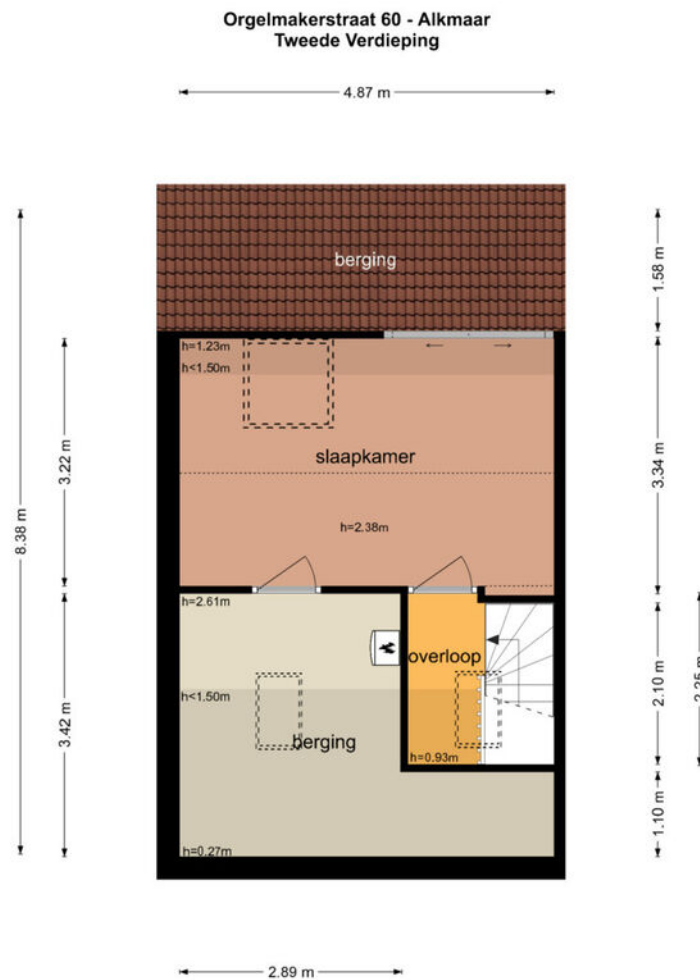 Orgelmakerstraat 60 - Alkmaar
Tweede Verdieping
4.87 m
berging
1.58 m
h=1.23m
h<1.50m
8.38 m
3.22 m
slaapkamer
3.34 m
h=2.38m
h=2.61m
overloop
h<1.50m
3.42 m
berging
h=0.93m
2.10 m
2.25 m
1.10 m
h=0.27m
2.89 m